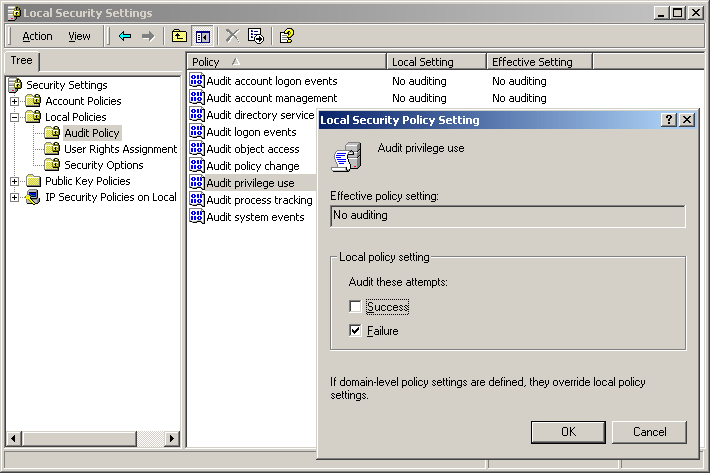 Local Security Settings
Action View
Tree
Security Settings
Account Policies
Local Policies
Audit Policy
User Rights Assignment
Security Options
Public Key Policies
IP Security Policies on Local
Policy Local Setting Effective Setting
Audit account logon events No auditing No auditing
Audit account management No auditing No auditing
Audit directory service
Audit logon events
Audit object access
Audit policy change
Audit privilege use
Audit process tracking
Audit system events
Local Security Policy Setting
Audit privilege use
Effective policy setting:
No auditing
Local policy setting
Audit these attempts:
Success
Failure
If domain-level policy settings are defined, they override local policy
settings.
OK Cancel